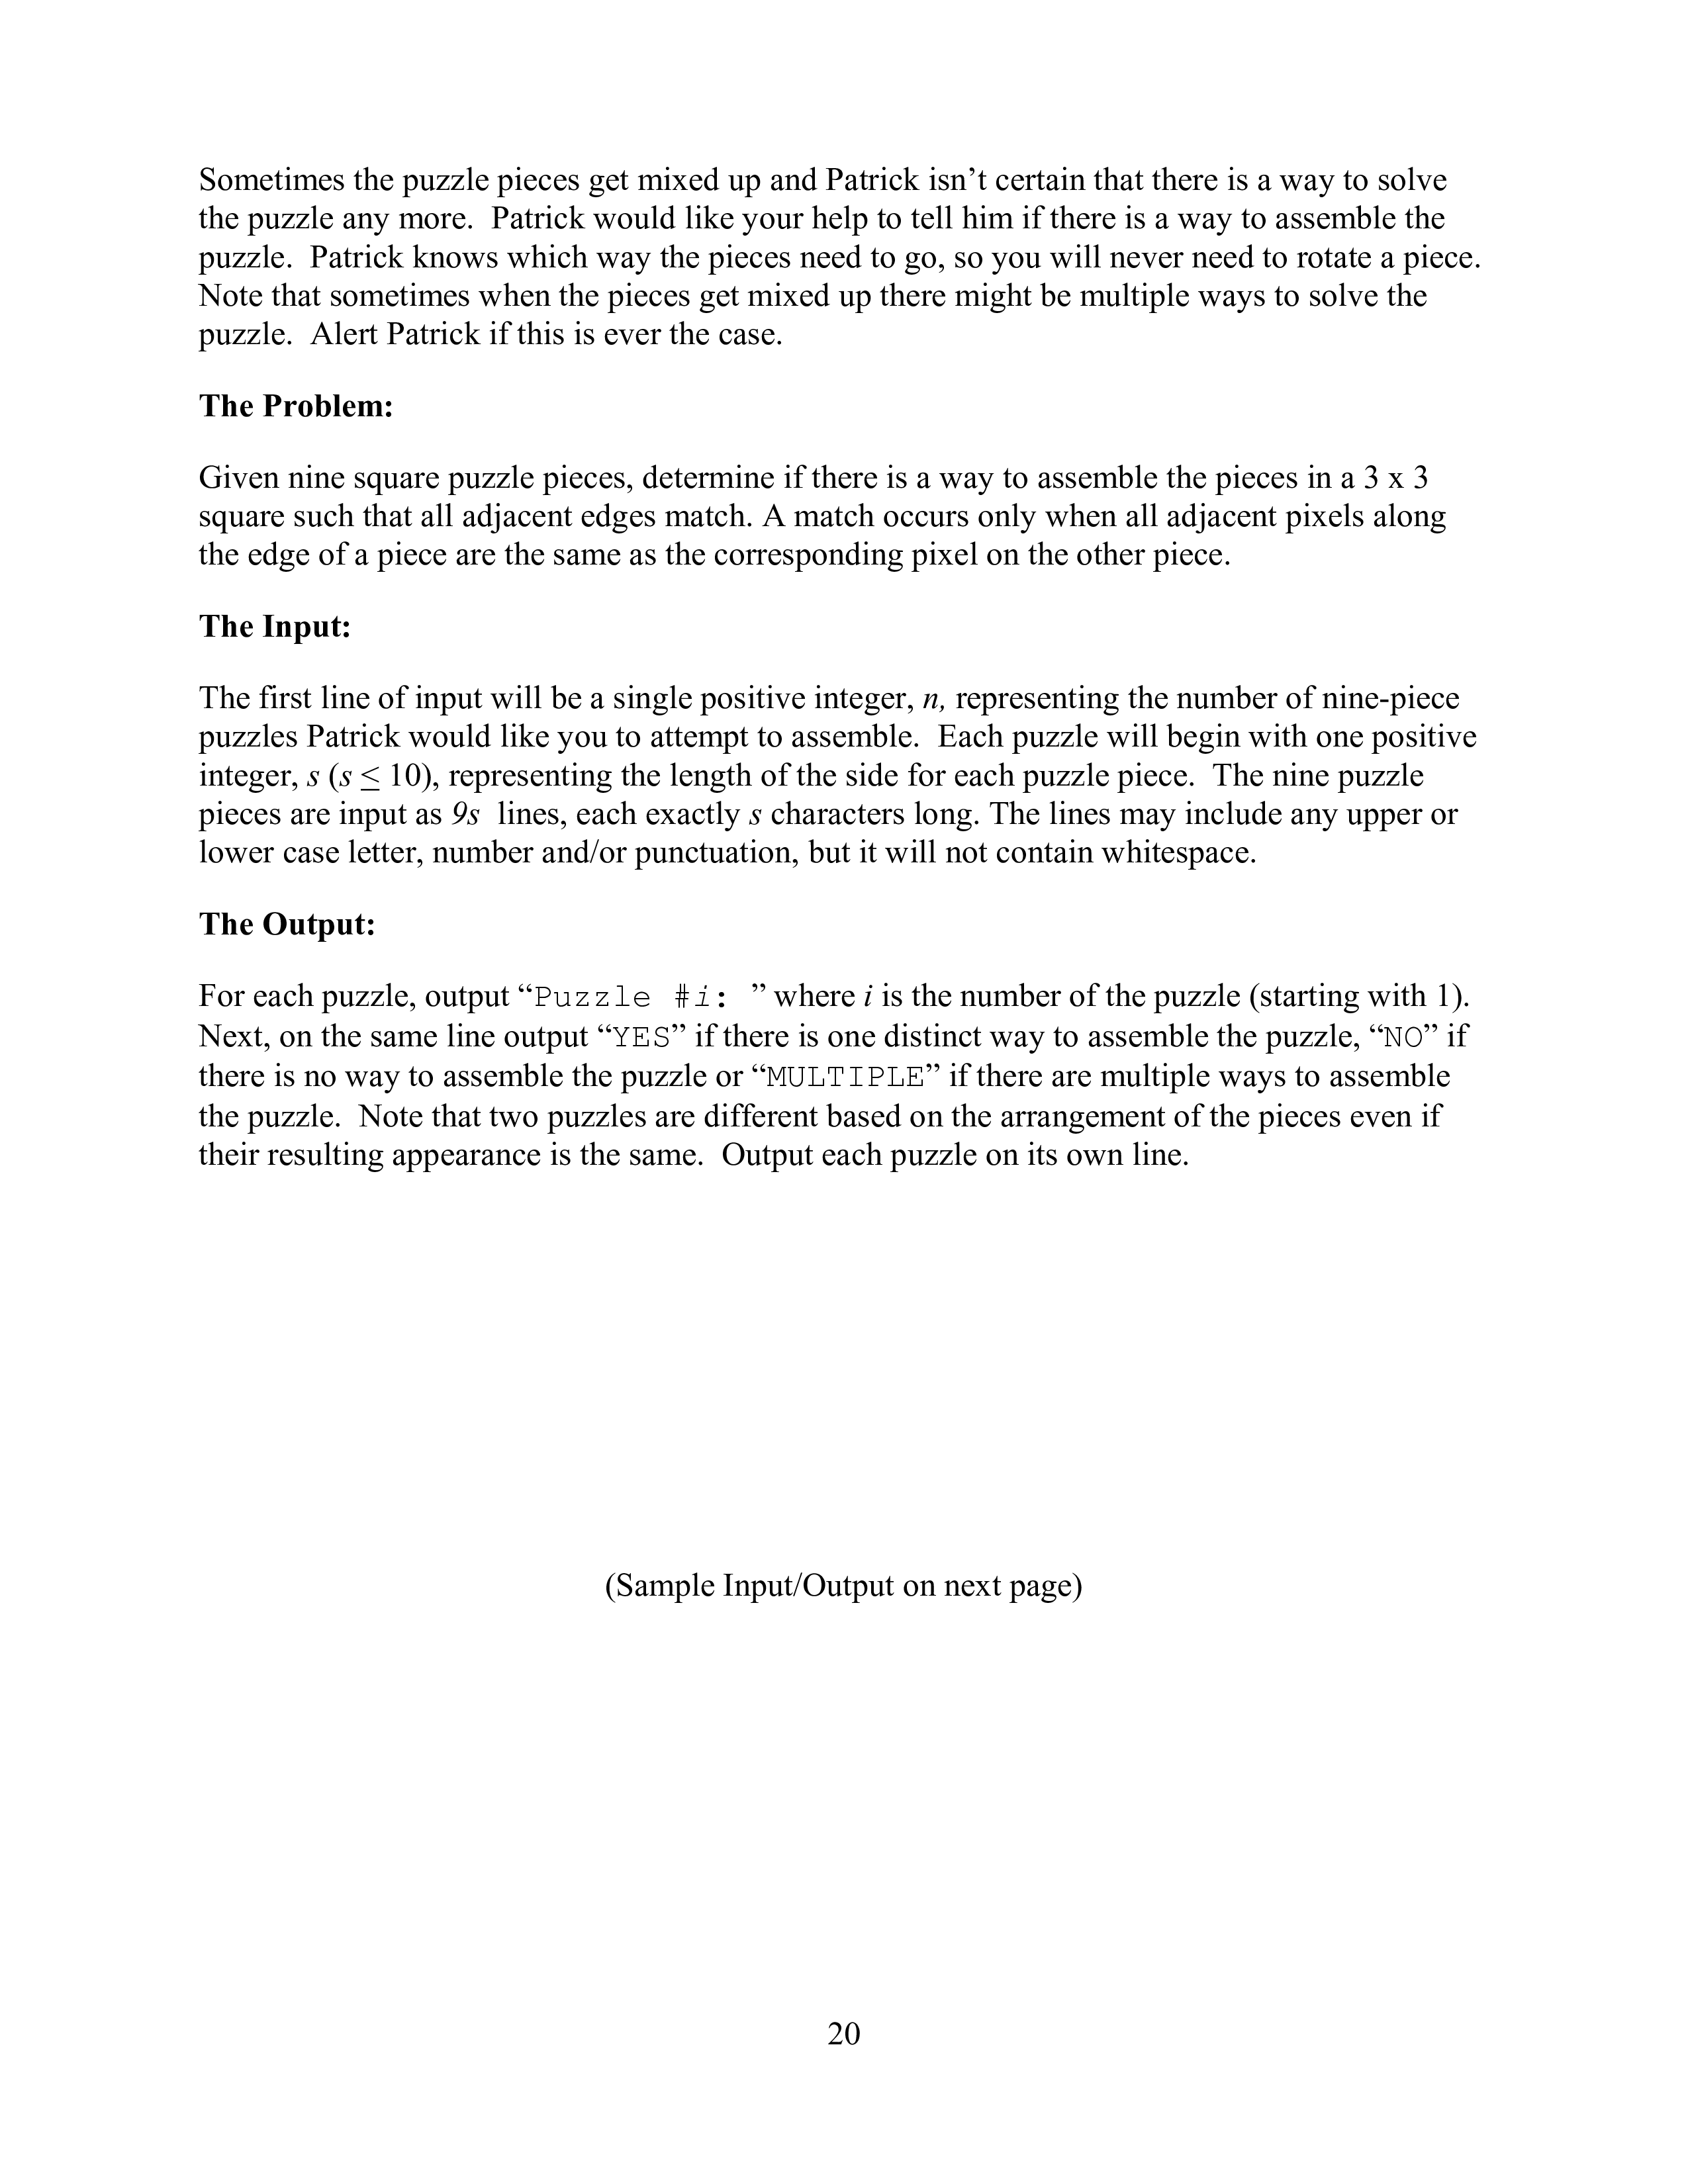 Sometimes the puzzle pieces get mixed up and Patrick isn’t certain that there is a way to solve
the puzzle any more.  Patrick would like your help to tell him if there is a way to assemble the
puzzle.  Patrick knows which way the pieces need to go, so you will never need to rotate a piece.
Note that sometimes when the pieces get mixed up there might be multiple ways to solve the
puzzle.  Alert Patrick if this is ever the case.
The Problem:
Given nine square puzzle pieces, determine if there is a way to assemble the pieces in a 3 x 3
square such that all adjacent edges match. A match occurs only when all adjacent pixels along
the edge of a piece are the same as the corresponding pixel on the other piece.
The Input:
The first line of input will be a single positive integer, n, representing the number of nine-piece
puzzles Patrick would like you to attempt to assemble.  Each puzzle will begin with one positive
integer, s (s ≤ 10), representing the length of the side for each puzzle piece.  The nine puzzle
pieces are input as 9s  lines, each exactly s characters long. The lines may include any upper or
lower case letter, number and/or punctuation, but it will not contain whitespace.
The Output:
For each puzzle, output “Puzzle #i: ” where i is the number of the puzzle (starting with 1).
Next, on the same line output “YES” if there is one distinct way to assemble the puzzle, “NO” if
there is no way to assemble the puzzle or “MULTIPLE” if there are multiple ways to assemble
the puzzle.  Note that two puzzles are different based on the arrangement of the pieces even if
their resulting appearance is the same.  Output each puzzle on its own line.
(Sample Input/Output on next page)
20